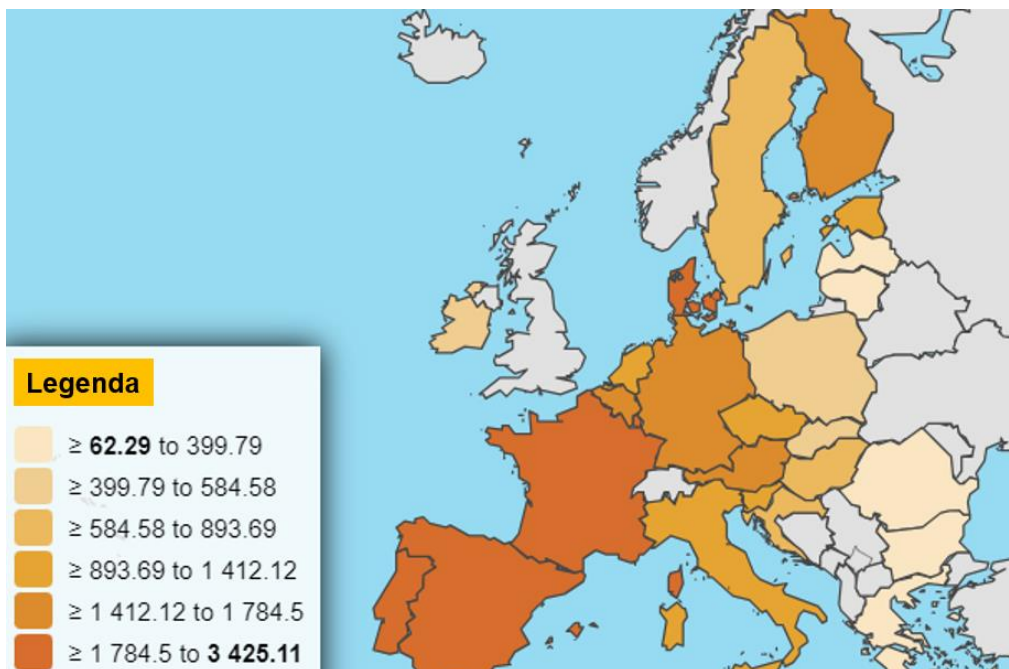 Legenda
≥ 62.29 to 399.79
≥ 399.79 to 584.58
≥ 584.58 to 893.69
≥ 893.69 to 1 412.12
≥ 1 412.12 to 1 784.5
≥ 1 784.5 to 3 425.11